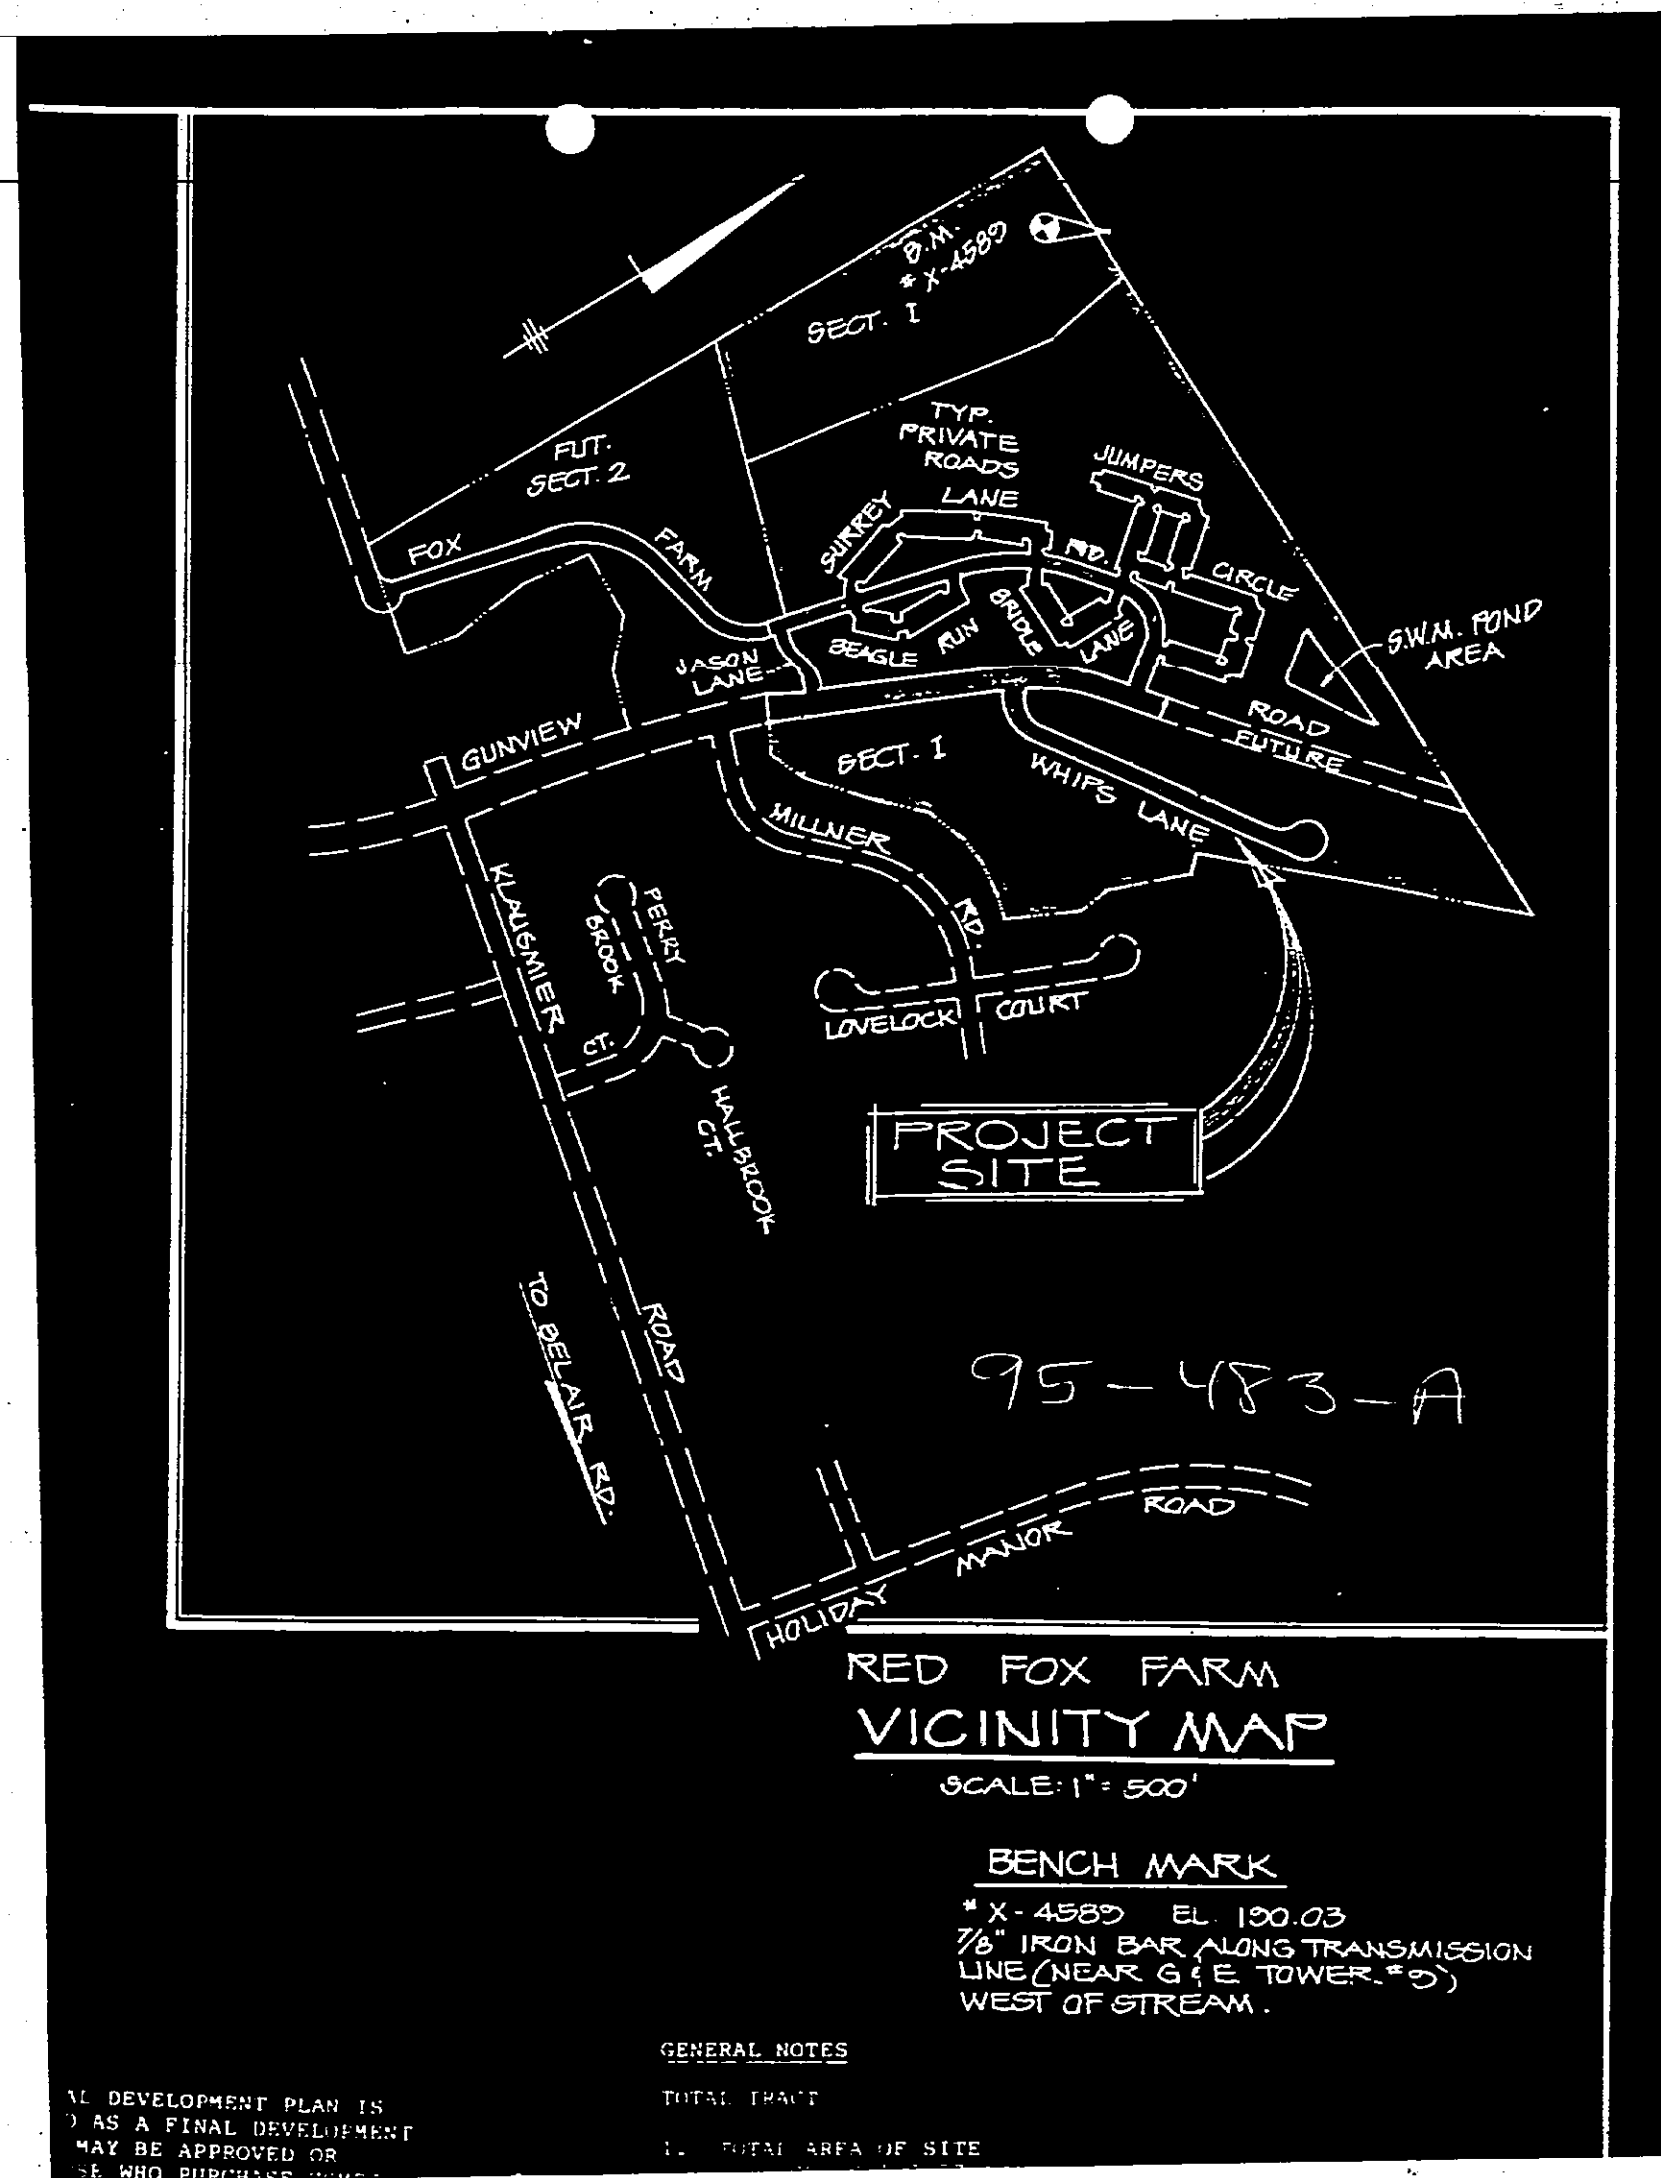 B.M.
# X-4589
SECT. I
FUT.
SECT. 2
TYP.
PRIVATE
ROADS
JUMPERS
LANE
SURREY
FOX
FARM
RD.
CIRCLE
S.W.M. POND
AREA
BEAGLE
RUN
BRIDLE
LANE
JASON
LANE
GUNVIEW
ROAD
FUTURE
SECT. I
WHIPS LANE
MILLNER
RD.
KLAUSMIER
PERRY
BROOK
CT.
LOVELOCK COURT
HALLBROOK
CT.
PROJECT
SITE
TO BELAIR RD.
ROAD
95-483-A
HOLIDAY MANOR ROAD
RED FOX FARM
VICINITY MAP
SCALE: 1" = 500'
BENCH MARK
# X-4589 EL. 190.03
7/8" IRON BAR ALONG TRANSMISSION
LINE (NEAR G & E TOWER #9)
WEST OF STREAM.
GENERAL NOTES
AL DEVELOPMENT PLAN IS
AS A FINAL DEVELOPMENT
MAY BE APPROVED OR
SE WHO PURCHASE
TOTAL TRACT
1. TOTAL AREA OF SITE